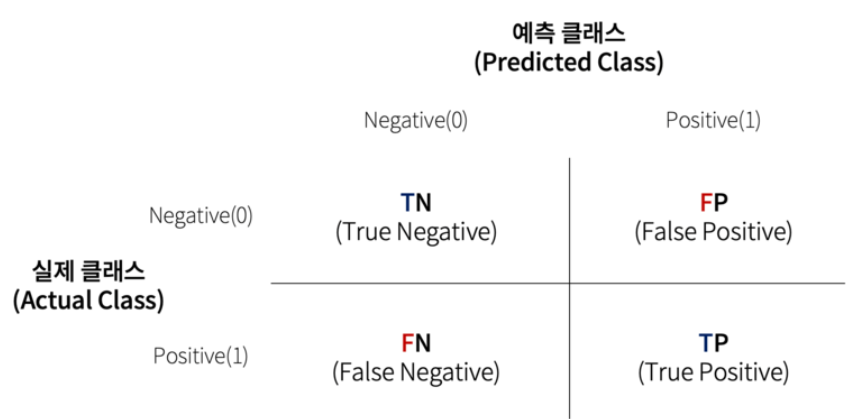 예측 클래스
(Predicted Class)
Negative(0)
Positive(1)
Negative(0)
TN
(True Negative)
FP
(False Positive)
실제 클래스
(Actual Class)
Positive(1)
FN
(False Negative)
TP
(True Positive)